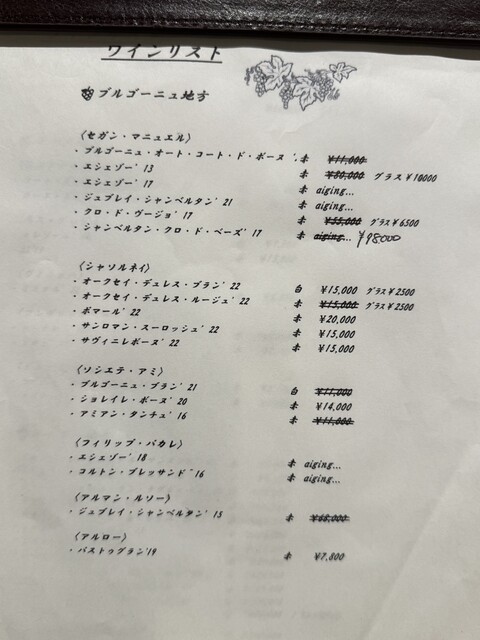 ワインリスト
ブルゴーニュ地方
〈セガン・マニュエル〉
・ブルゴーニュ・オート・コート・ド・ボーヌ'. 赤 ¥11,000
・エシェゾー'13 赤 ¥80,000 グラス¥10000
・エシェゾー'17 赤 aiging...
・ジュブレイ・シャンベルタン'21 赤 aiging...
・クロ・ド・ヴージョ'17 赤 ¥55,000 グラス¥6500
・シャンベルタン・クロ・ド・ベーズ'17 赤 aiging... ¥98000
〈シャソルネイ〉
・オークセイ・デュレス・ブラン'22 白 ¥15,000 グラス¥2500
・オークセイ・デュレス・ルージュ'22 赤 ¥15,000 グラス¥2500
・ポマール'22 赤 ¥20,000
・サンロマン・スーロッシュ'22 赤 ¥15,000
・サヴィニレボーヌ'22 赤 ¥15,000
〈ソシエテ・アミ〉
・ブルゴーニュ・ブラン'21 白 ¥11,000
・ショレイレ・ボーヌ'20 赤 ¥14,000
・アミアン・タンチュ'16 赤 ¥11,000
〈フィリップ・パカレ〉
・エシェゾー'18 赤 aiging...
・コルトン・ブレッサンド'16 赤 aiging...
〈アルマン・ルソー〉
・ジュブレイ・シャンベルタン'15 赤 ¥68,000
〈アルロー〉
・パストゥグラン'19 赤 ¥7,800